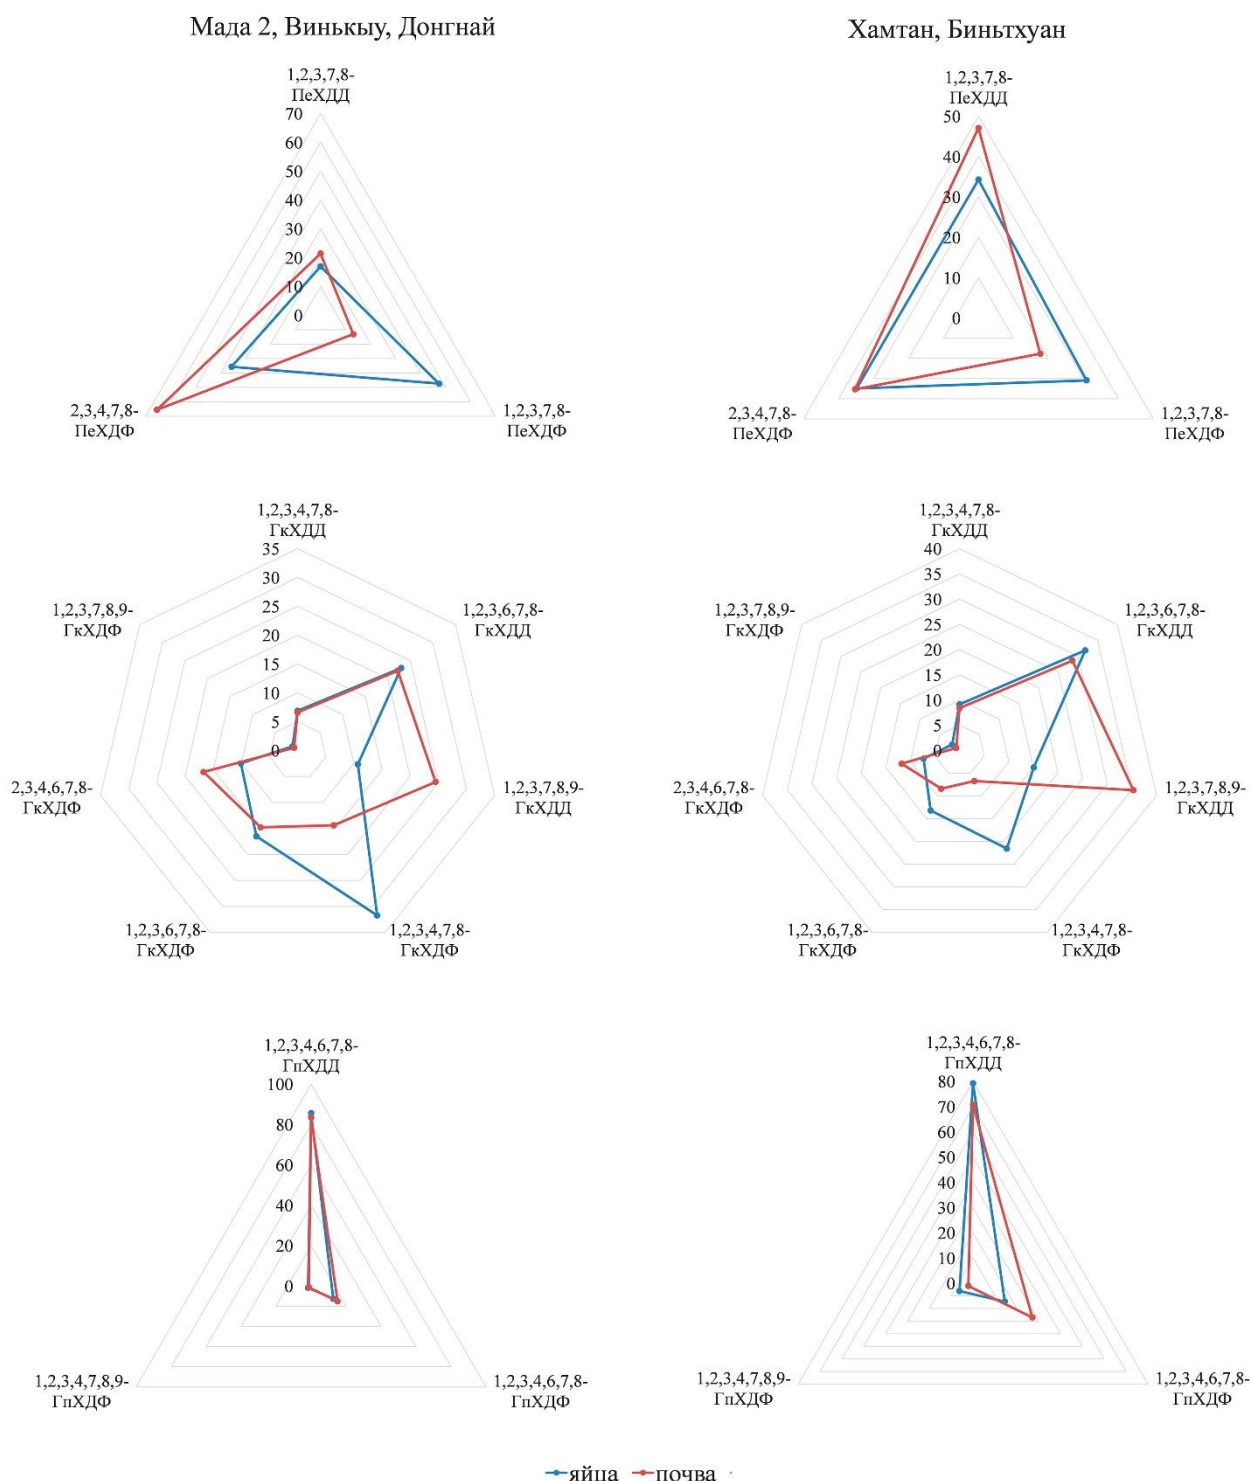 Мада 2, Винькыу, Донгнай
Хамтан, Биньтхуан
1,2,3,7,8-
ПеХДД
70
60
50
40
30
20
10
0
2,3,4,7,8-
ПеХДФ
1,2,3,7,8-
ПеХДФ
1,2,3,7,8-
ПеХДД
50
40
30
20
10
0
2,3,4,7,8-
ПеХДФ
1,2,3,7,8-
ПеХДФ
1,2,3,4,7,8-
ГкХДД
35
30
25
20
15
10
5
0
1,2,3,7,8,9-
ГкХДФ
1,2,3,6,7,8-
ГкХДД
2,3,4,6,7,8-
ГкХДФ
1,2,3,7,8,9-
ГкХДД
1,2,3,6,7,8-
ГкХДФ
1,2,3,4,7,8-
ГкХДФ
1,2,3,4,7,8-
ГкХДД
40
35
30
25
20
15
10
5
0
1,2,3,7,8,9-
ГкХДФ
1,2,3,6,7,8-
ГкХДД
2,3,4,6,7,8-
ГкХДФ
1,2,3,7,8,9-
ГкХДД
1,2,3,6,7,8-
ГкХДФ
1,2,3,4,7,8-
ГкХДФ
1,2,3,4,6,7,8-
ГпХДД
100
80
60
40
20
0
1,2,3,4,7,8,9-
ГпХДФ
1,2,3,4,6,7,8-
ГпХДФ
1,2,3,4,6,7,8-
ГпХДД
80
70
60
50
40
30
20
10
0
1,2,3,4,7,8,9-
ГпХДФ
1,2,3,4,6,7,8-
ГпХДФ
яйца почва